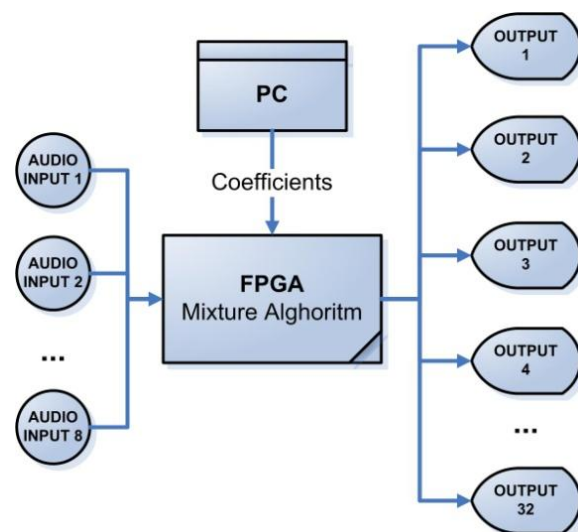 PC
Coefficients
FPGA
Mixture Alghoritm
AUDIO
INPUT 1
AUDIO
INPUT 2
...
AUDIO
INPUT 8
OUTPUT
1
OUTPUT
2
OUTPUT
3
OUTPUT
4
...
OUTPUT
32